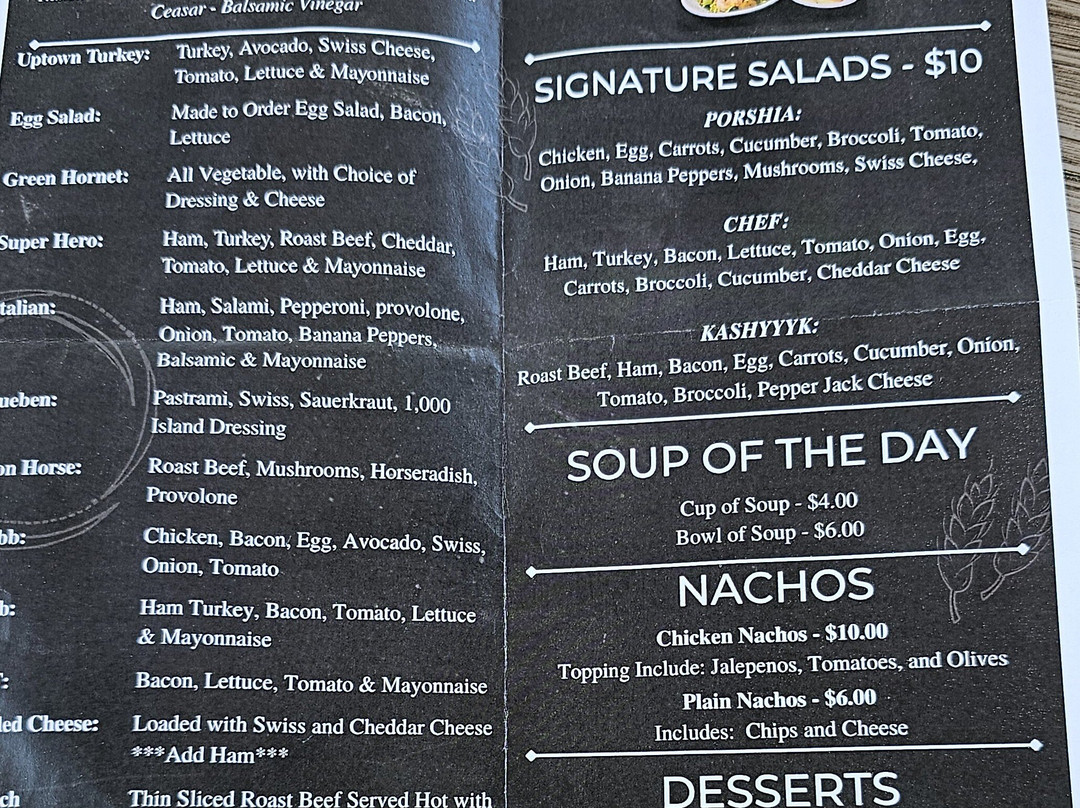 Ceasar - Balsamic Vinegar
Uptown Turkey: Turkey, Avocado, Swiss Cheese,
Tomato, Lettuce & Mayonnaise
Egg Salad: Made to Order Egg Salad, Bacon,
Lettuce
Green Hornet: All Vegetable, with Choice of
Dressing & Cheese
Super Hero: Ham, Turkey, Roast Beef, Cheddar,
Tomato, Lettuce & Mayonnaise
talian: Ham, Salami, Pepperoni, provolone,
Onion, Tomato, Banana Peppers,
Balsamic & Mayonnaise
ueben: Pastrami, Swiss, Sauerkraut, 1,000
Island Dressing
on Horse: Roast Beef, Mushrooms, Horseradish,
Provolone
bb: Chicken, Bacon, Egg, Avocado, Swiss,
Onion, Tomato
b: Ham Turkey, Bacon, Tomato, Lettuce
& Mayonnaise
: Bacon, Lettuce, Tomato & Mayonnaise
led Cheese: Loaded with Swiss and Cheddar Cheese
***Add Ham***
ch Thin Sliced Roast Beef Served Hot with
SIGNATURE SALADS - $10
PORSHIA:
Chicken, Egg, Carrots, Cucumber, Broccoli, Tomato,
Onion, Banana Peppers, Mushrooms, Swiss Cheese,
CHEF:
Ham, Turkey, Bacon, Lettuce, Tomato, Onion, Egg,
Carrots, Broccoli, Cucumber, Cheddar Cheese
KASHYYYK:
Roast Beef, Ham, Bacon, Egg, Carrots, Cucumber, Onion,
Tomato, Broccoli, Pepper Jack Cheese
SOUP OF THE DAY
Cup of Soup - $4.00
Bowl of Soup - $6.00
NACHOS
Chicken Nachos - $10.00
Topping Include: Jalepenos, Tomatoes, and Olives
Plain Nachos - $6.00
Includes: Chips and Cheese
DESSERTS